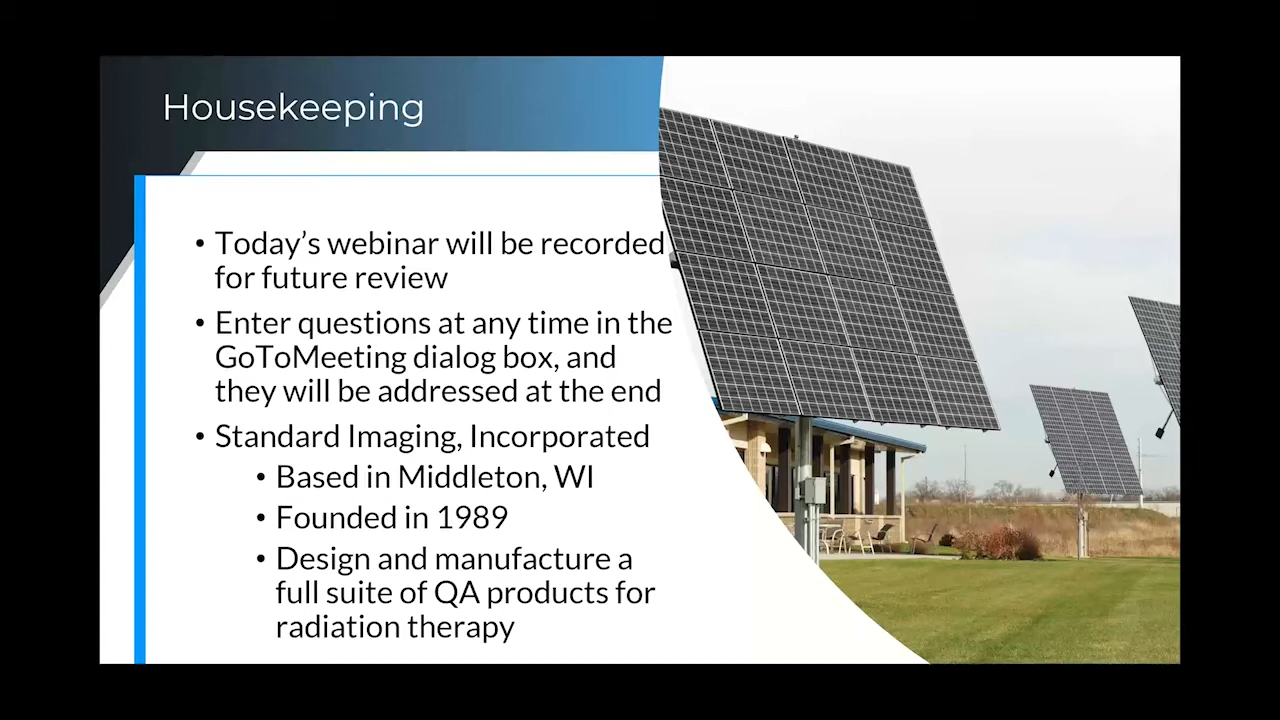 Housekeeping
• Today’s webinar will be recorded
for future review
• Enter questions at any time in the
GoToMeeting dialog box, and
they will be addressed at the end
• Standard Imaging, Incorporated
• Based in Middleton, WI
• Founded in 1989
• Design and manufacture a
full suite of QA products for
radiation therapy